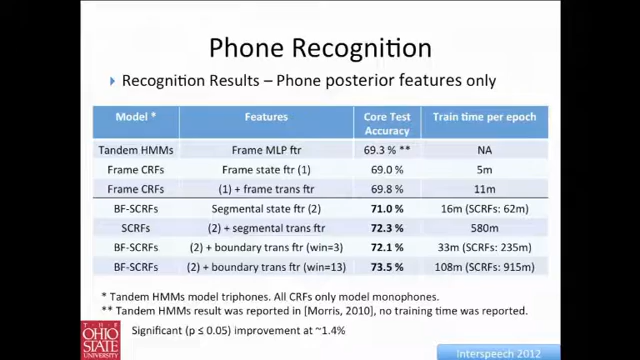 Phone Recognition
Recognition Results – Phone posterior features only
Model * Features Core Test Accuracy Train time per epoch
Tandem HMMs Frame MLP ftr 69.3 % ** NA
Frame CRFs Frame state ftr (1) 69.0 % 5m
Frame CRFs (1) + frame trans ftr 69.8 % 11m
BF-SCRFs Segmental state ftr (2) 71.0 % 16m (SCRFs: 62m)
SCRFs (2) + segmental trans ftr 72.3 % 580m
BF-SCRFs (2) + boundary trans ftr (win=3) 72.1 % 33m (SCRFs: 235m)
BF-SCRFs (2) + boundary trans ftr (win=13) 73.5 % 108m (SCRFs: 915m)
* Tandem HMMs model triphones. All CRFs only model monophones.
** Tandem HMMs result was reported in [Morris, 2010], no training time was reported.
Significant (p ≤ 0.05) improvement at ~1.4%
THE
OHIO
STATE
UNIVERSITY
Interspeech 2012